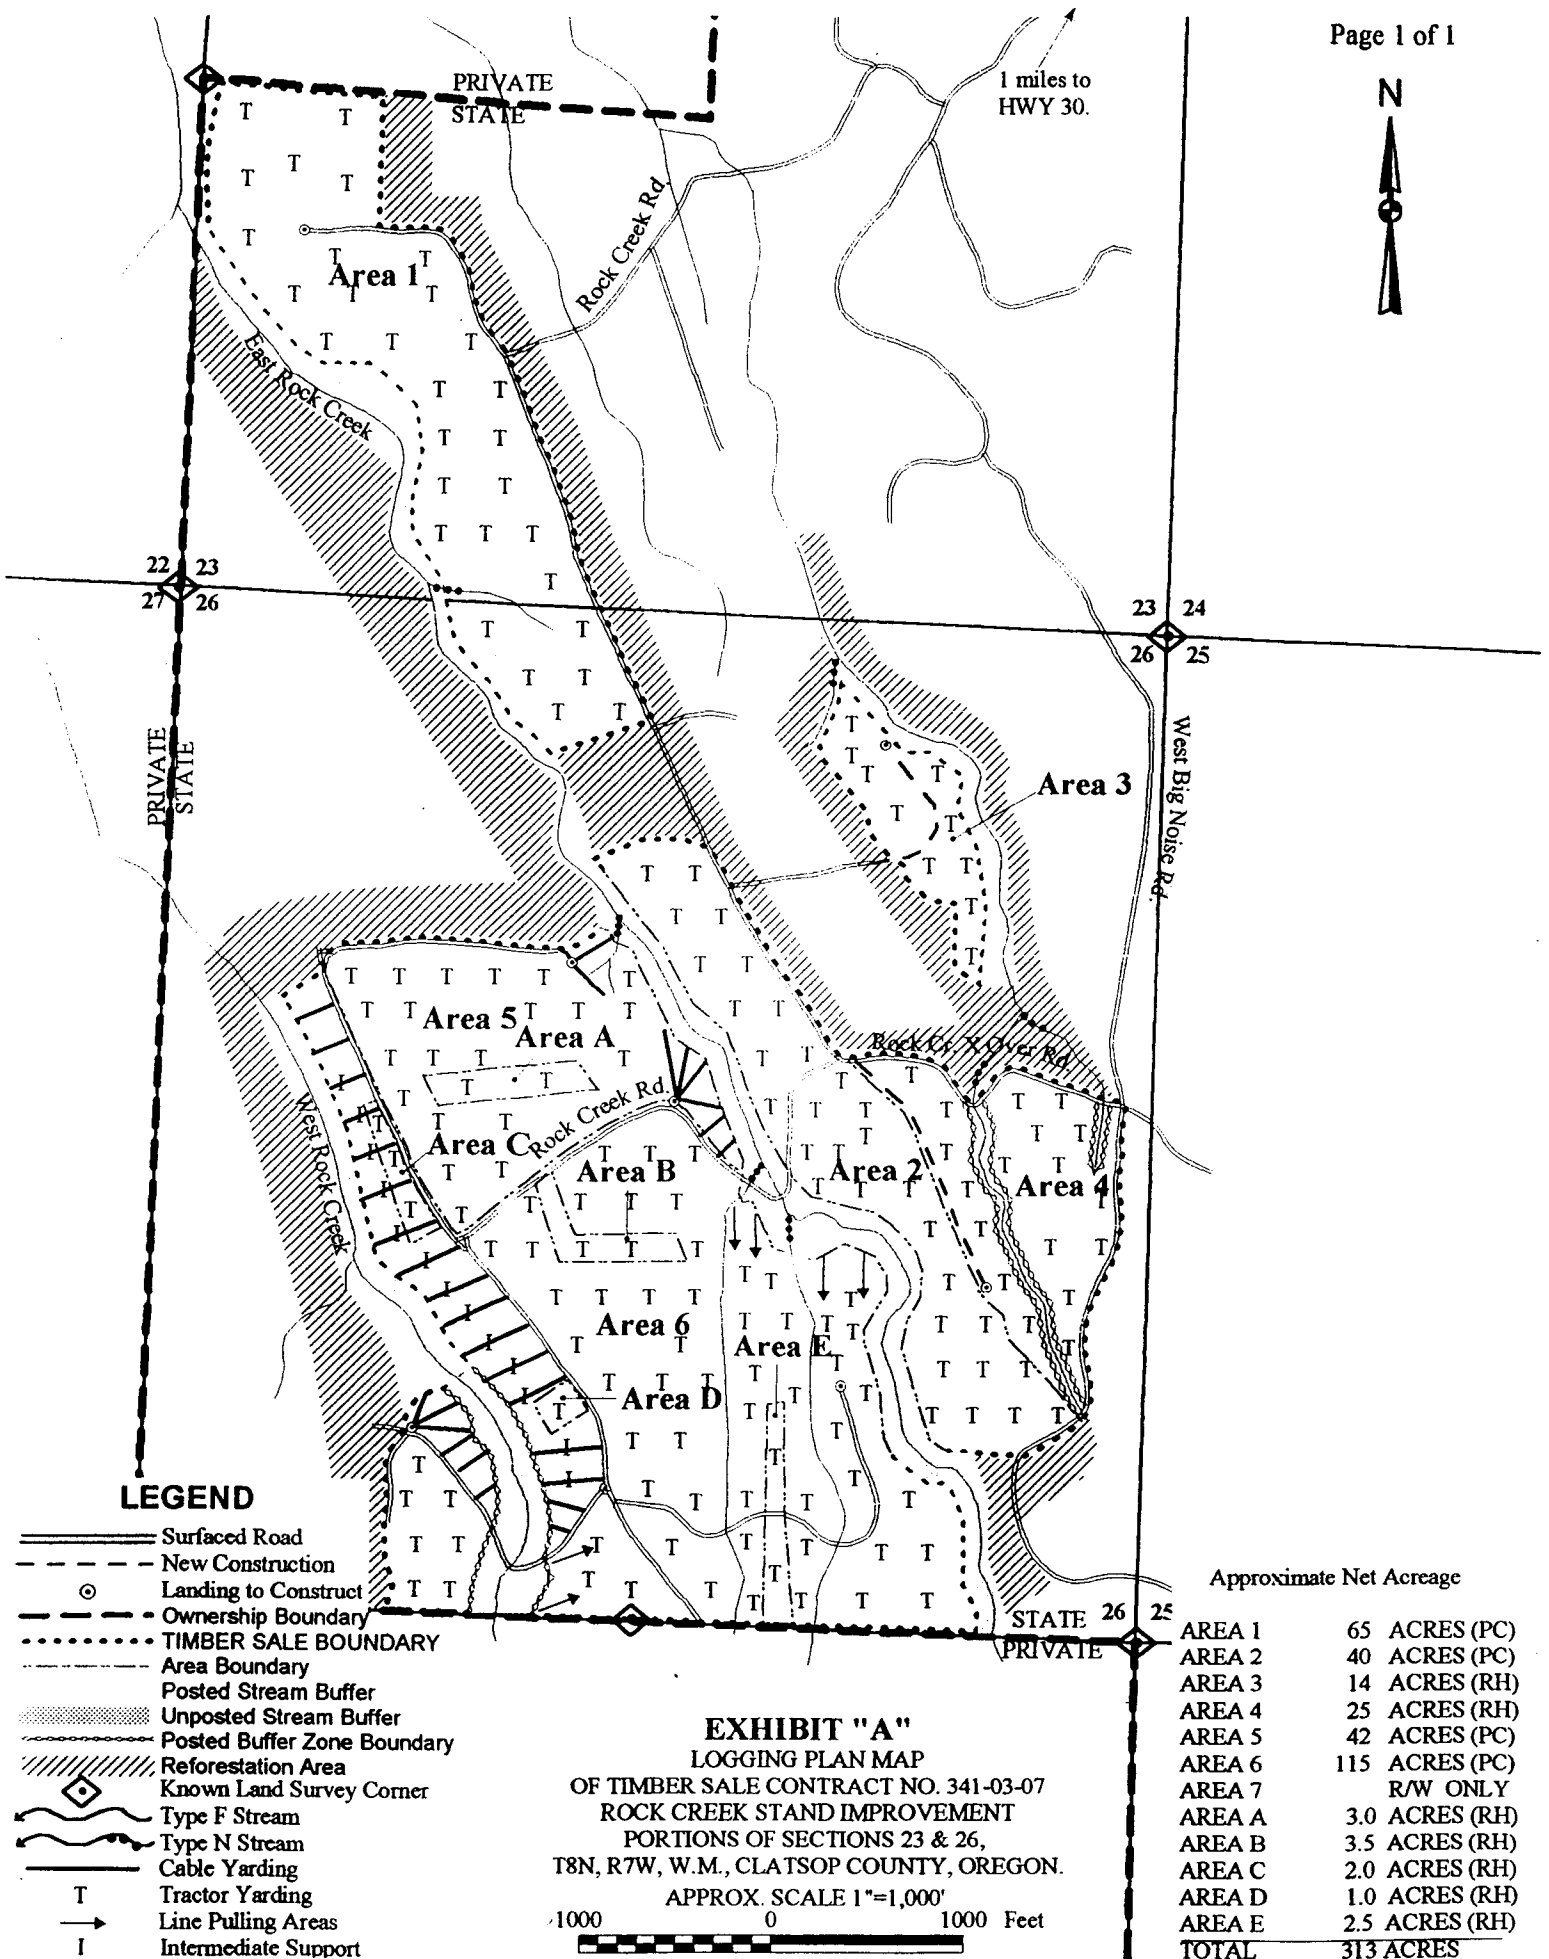 Page 1 of 1
N
1 miles to
HWY 30.
PRIVATE
STATE
Rock Creek Rd.
Area 1
East Rock Creek
22 23
27 26
23 24
26 25
PRIVATE
STATE
West Big Noise Rd.
Area 3
Area 5
Area A
Rock Cr. X Over Rd
Rock Creek Rd.
Area C
Area B
Area 2
Area 4
West Rock Creek
Area 6
Area E
Area D
STATE
PRIVATE
26 25
LEGEND
Surfaced Road
New Construction
Landing to Construct
Ownership Boundary
TIMBER SALE BOUNDARY
Area Boundary
Posted Stream Buffer
Unposted Stream Buffer
Posted Buffer Zone Boundary
Reforestation Area
Known Land Survey Corner
Type F Stream
Type N Stream
Cable Yarding
T Tractor Yarding
Line Pulling Areas
I Intermediate Support
EXHIBIT "A"
LOGGING PLAN MAP
OF TIMBER SALE CONTRACT NO. 341-03-07
ROCK CREEK STAND IMPROVEMENT
PORTIONS OF SECTIONS 23 & 26,
T8N, R7W, W.M., CLATSOP COUNTY, OREGON.
APPROX. SCALE 1"=1,000'
1000 0 1000 Feet
Approximate Net Acreage
AREA 1 65 ACRES (PC)
AREA 2 40 ACRES (PC)
AREA 3 14 ACRES (RH)
AREA 4 25 ACRES (RH)
AREA 5 42 ACRES (PC)
AREA 6 115 ACRES (PC)
AREA 7 R/W ONLY
AREA A 3.0 ACRES (RH)
AREA B 3.5 ACRES (RH)
AREA C 2.0 ACRES (RH)
AREA D 1.0 ACRES (RH)
AREA E 2.5 ACRES (RH)
TOTAL 313 ACRES